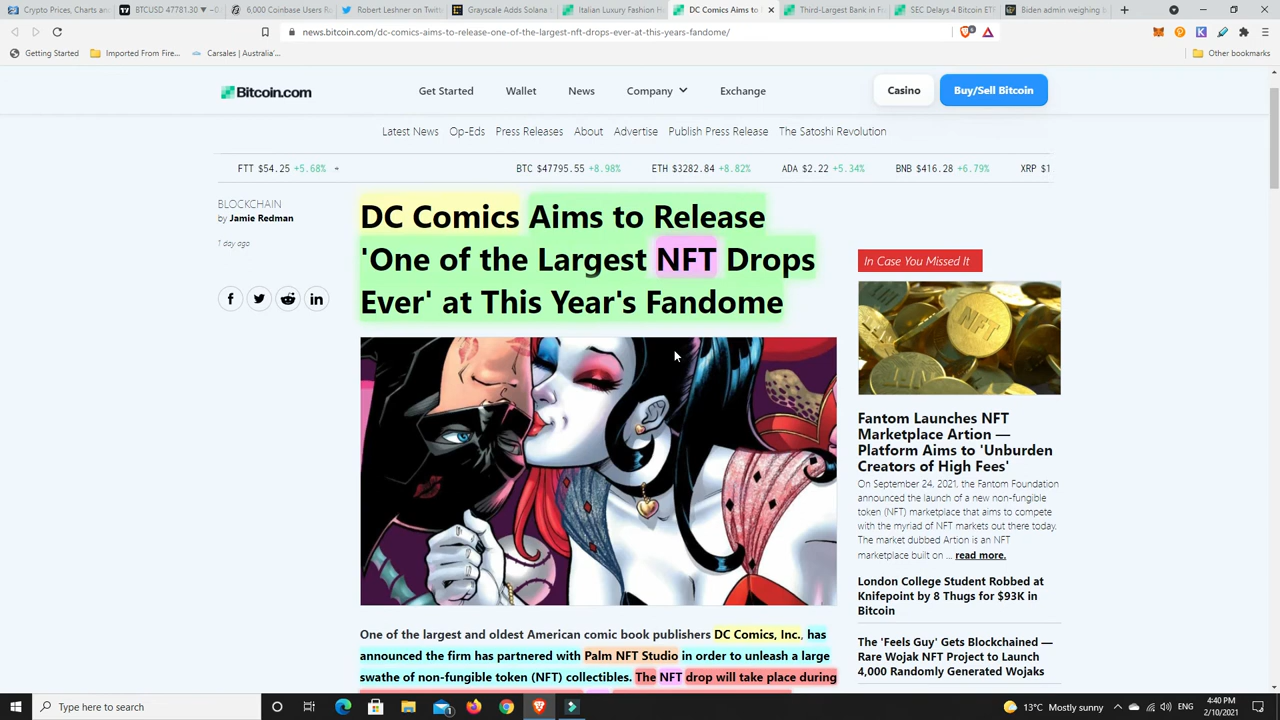 Crypto Prices, Charts and
BTCUSD 47781.30 ▼ −0
6,000 Coinbase Users R
Robert Leshner on Twitt
Grayscale Adds Solana
Italian Luxury Fashion H
DC Comics Aims to
Third-Largest Bank in F
SEC Delays 4 Bitcoin ET
Biden admin weighing
news.bitcoin.com/dc-comics-aims-to-release-one-of-the-largest-nft-drops-ever-at-this-years-fandome/
Getting Started
Imported From Fire...
Carsales | Australia'...
Other bookmarks
Bitcoin.com
Get Started
Wallet
News
Company
Exchange
Casino
Buy/Sell Bitcoin
Latest News
Op-Eds
Press Releases
About
Advertise
Publish Press Release
The Satoshi Revolution
FTT $54.25 +5.68%
BTC $47795.55 +8.98%
ETH $3282.84 +8.82%
ADA $2.22 +5.34%
BNB $416.28 +6.79%
XRP $1
BLOCKCHAIN
by Jamie Redman
1 day ago
DC Comics Aims to Release
'One of the Largest NFT Drops
Ever' at This Year's Fandome
One of the largest and oldest American comic book publishers DC Comics, Inc., has
announced the firm has partnered with Palm NFT Studio in order to unleash a large
swathe of non-fungible token (NFT) collectibles. The NFT drop will take place during
In Case You Missed It
NFT
Fantom Launches NFT
Marketplace Artion —
Platform Aims to 'Unburden
Creators of High Fees'
On September 24, 2021, the Fantom Foundation
announced the launch of a new non-fungible
token (NFT) marketplace that aims to compete
with the myriad of NFT markets out there today.
The market dubbed Artion is an NFT
marketplace built on ... read more.
London College Student Robbed at
Knifepoint by 8 Thugs for $93K in
Bitcoin
The 'Feels Guy' Gets Blockchained —
Rare Wojak NFT Project to Launch
4,000 Randomly Generated Wojaks
Type here to search
13°C Mostly sunny
ENG
4:40 PM
2/10/2021